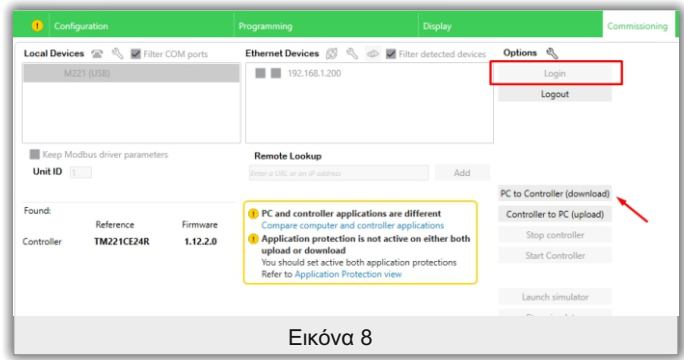 ! Configuration Programming Display Commissioning
Local Devices Filter COM ports Ethernet Devices Filter detected devices Options
M221 (USB) 192.168.1.200 Login
Logout
Keep Modbus driver parameters Remote Lookup
Unit ID 1 Enter a URL or an IP address Add
PC to Controller (download)
Found: ! PC and controller applications are different Controller to PC (upload)
Reference Firmware Compare computer and controller applications
Controller TM221CE24R 1.12.2.0 ! Application protection is not active on either both Stop controller
upload or download
You should set active both application protections Start Controller
Refer to Application Protection view
Launch simulator
Εικόνα 8